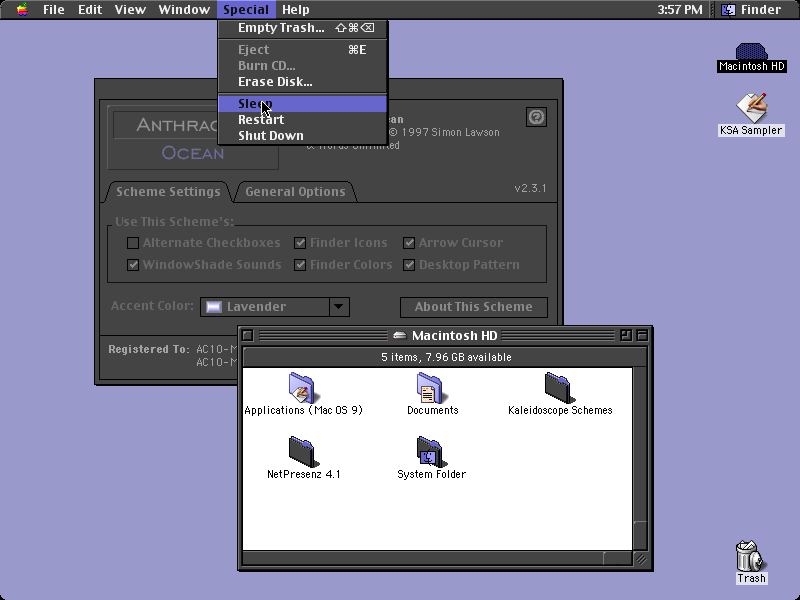 File Edit View Window Special Help 3:57 PM Finder
Empty Trash... ⇧⌘⌫
Eject ⌘E
Burn CD...
Erase Disk...
Sleep
Restart
Shut Down
Macintosh HD
KSA Sampler
© 1997 Simon Lawson
OCEAN
v2.3.1
Scheme Settings General Options
Use This Scheme's:
Alternate Checkboxes Finder Icons Arrow Cursor
WindowShade Sounds Finder Colors Desktop Pattern
Accent Color: Lavender About This Scheme
Registered To: AC10-
AC10-
Macintosh HD
5 items, 7.96 GB available
Applications (Mac OS 9) Documents Kaleidoscope Schemes
NetPresenz 4.1 System Folder
Trash